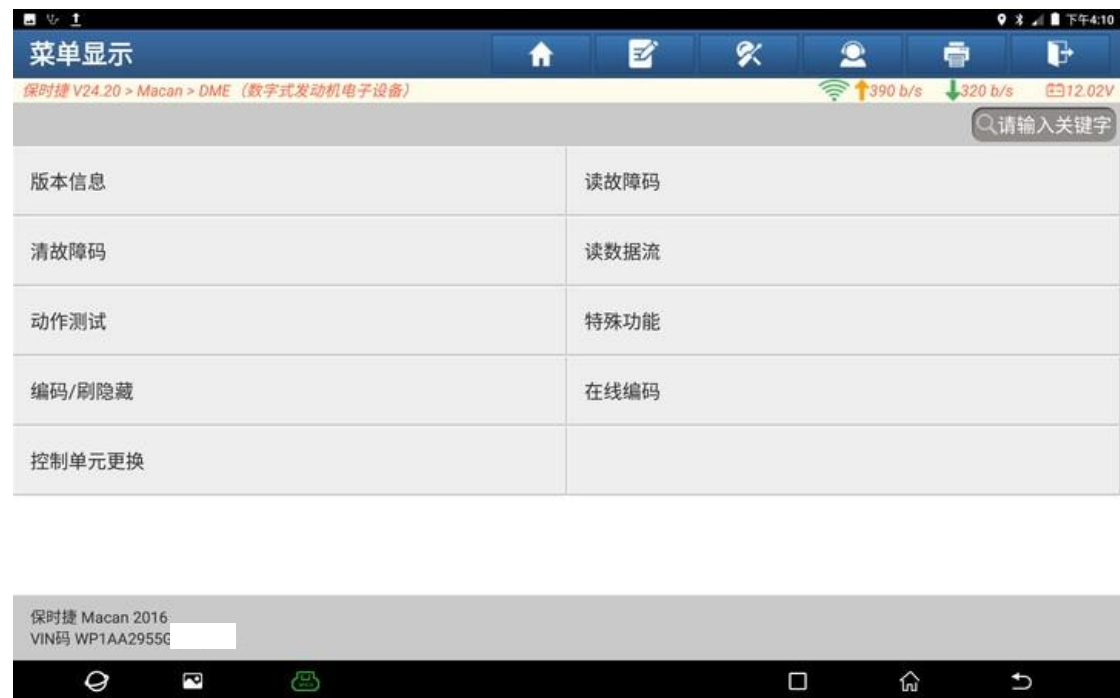 下午4:10
菜单显示
保时捷 V24.20 > Macan > DME（数字式发动机电子设备） 390 b/s 320 b/s 12.02V
请输入关键字
版本信息 读故障码
清故障码 读数据流
动作测试 特殊功能
编码/刷隐藏 在线编码
控制单元更换
保时捷 Macan 2016
VIN码 WP1AA2955G